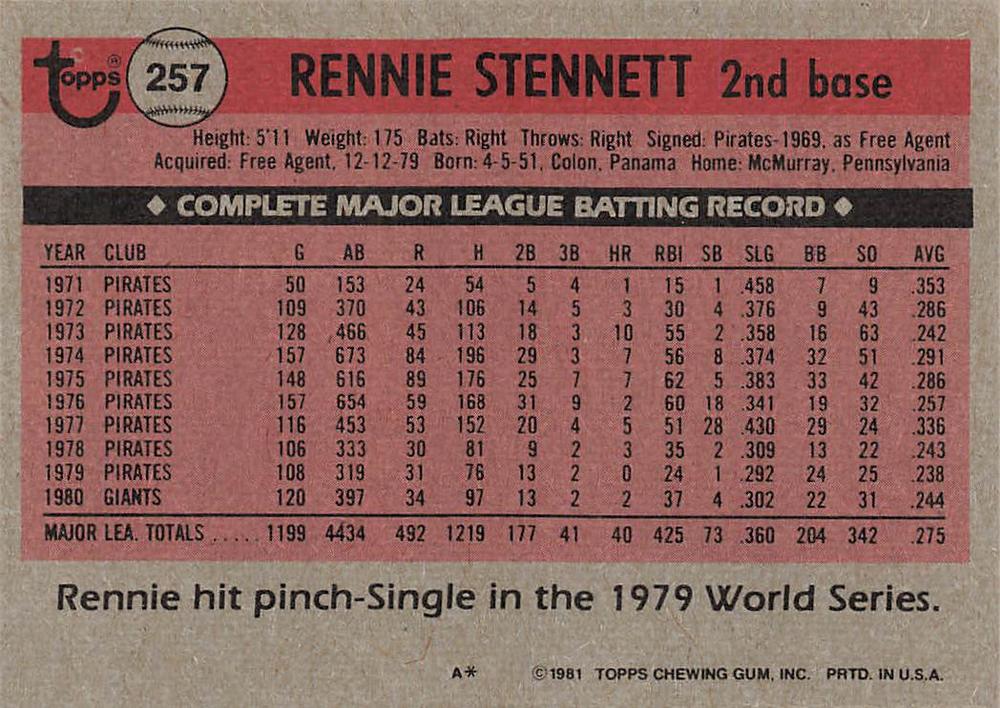 topps® 257 RENNIE STENNETT 2nd base
Height: 5'11 Weight: 175 Bats: Right Throws: Right Signed: Pirates-1969, as Free Agent
Acquired: Free Agent, 12-12-79 Born: 4-5-51, Colon, Panama Home: McMurray, Pennsylvania
◆ COMPLETE MAJOR LEAGUE BATTING RECORD ◆
YEAR CLUB G AB R H 2B 3B HR RBI SB SLG BB SO AVG
1971 PIRATES 50 153 24 54 5 4 1 15 1 .458 7 9 .353
1972 PIRATES 109 370 43 106 14 5 3 30 4 .376 9 43 .286
1973 PIRATES 128 466 45 113 18 3 10 55 2 .358 16 63 .242
1974 PIRATES 157 673 84 196 29 3 7 56 8 .374 32 51 .291
1975 PIRATES 148 616 89 176 25 7 7 62 5 .383 33 42 .286
1976 PIRATES 157 654 59 168 31 9 2 60 18 .341 19 32 .257
1977 PIRATES 116 453 53 152 20 4 5 51 28 .430 29 24 .336
1978 PIRATES 106 333 30 81 9 2 3 35 2 .309 13 22 .243
1979 PIRATES 108 319 31 76 13 2 0 24 1 .292 24 25 .238
1980 GIANTS 120 397 34 97 13 2 2 37 4 .302 22 31 .244
MAJOR LEA. TOTALS ..... 1199 4434 492 1219 177 41 40 425 73 .360 204 342 .275
Rennie hit pinch-Single in the 1979 World Series.
A* ©1981 TOPPS CHEWING GUM, INC. PRTD. IN U.S.A.